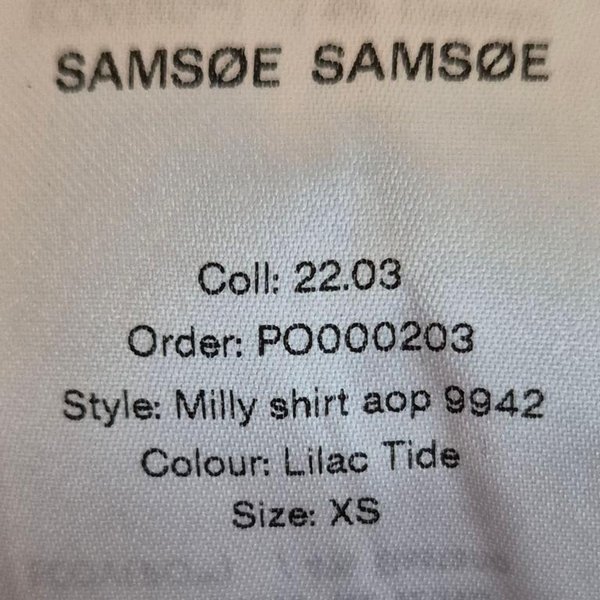 SAMSØE SAMSØE
Coll: 22.03
Order: PO000203
Style: Milly shirt aop 9942
Colour: Lilac Tide
Size: XS